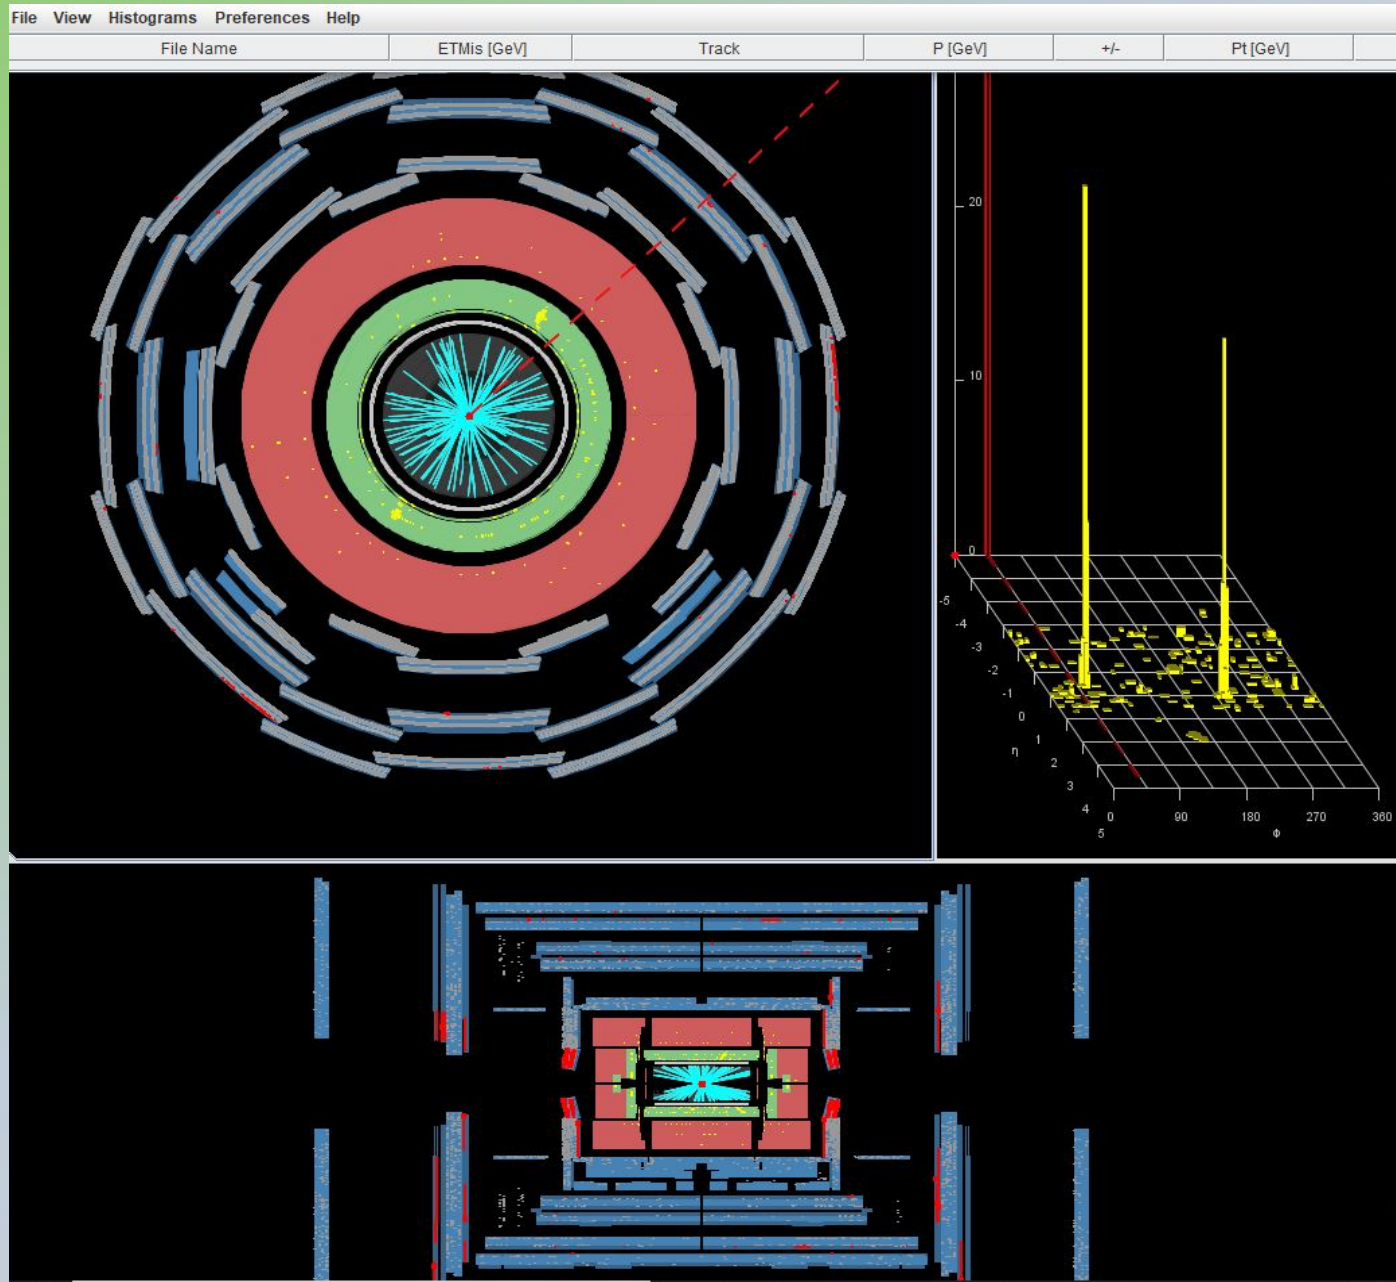 File View Histograms Preferences Help
File Name ETMis [GeV] Track P [GeV] +/- Pt [GeV]
20
10
0
-5
-4
-3
-2
-1
0
1
η
2
3
4
5
0 90 180 270 360
Φ